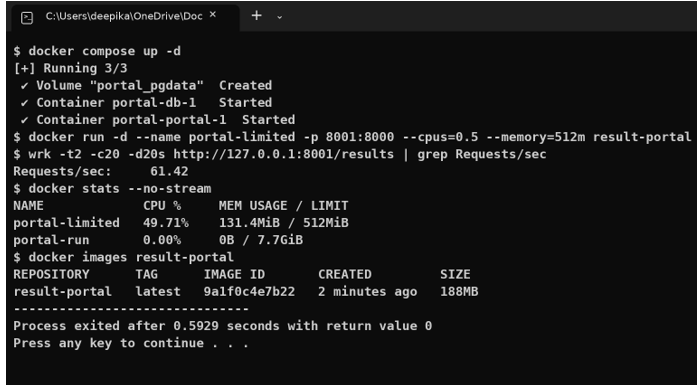 C:\Users\deepika\OneDrive\Doc
$ docker compose up -d
[+] Running 3/3
✔ Volume "portal_pgdata"  Created
✔ Container portal-db-1   Started
✔ Container portal-portal-1  Started
$ docker run -d --name portal-limited -p 8001:8000 --cpus=0.5 --memory=512m result-portal
$ wrk -t2 -c20 -d20s http://127.0.0.1:8001/results | grep Requests/sec
Requests/sec:     61.42
$ docker stats --no-stream
NAME             CPU %     MEM USAGE / LIMIT
portal-limited   49.71%    131.4MiB / 512MiB
portal-run       0.00%     0B / 7.7GiB
$ docker images result-portal
REPOSITORY      TAG      IMAGE ID       CREATED         SIZE
result-portal   latest   9a1f0c4e7b22   2 minutes ago   188MB
-------------------------------
Process exited after 0.5929 seconds with return value 0
Press any key to continue . . .